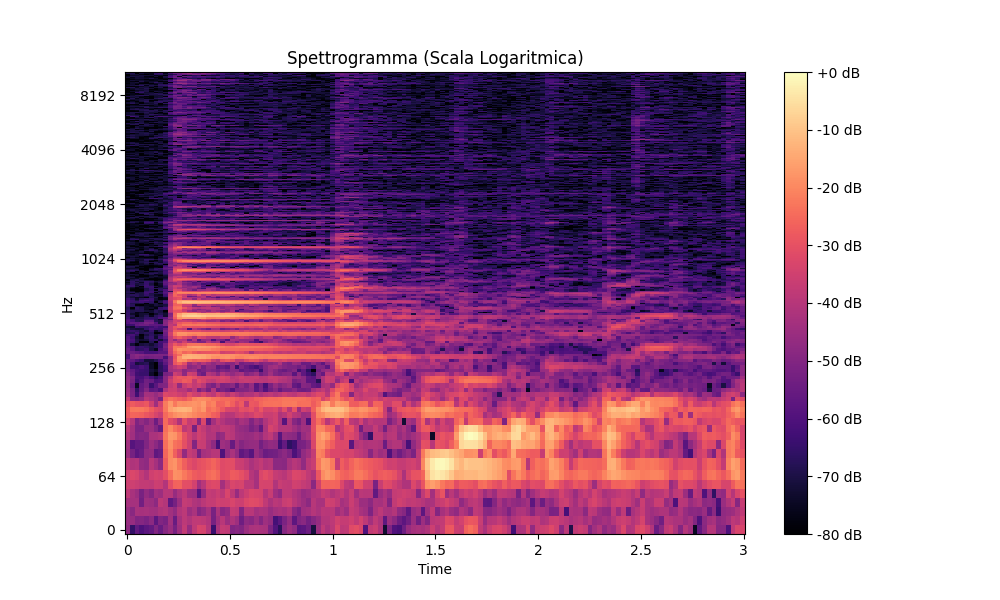 Spettrogramma (Scala Logaritmica)
Hz
8192
4096
2048
1024
512
256
128
64
0
0 0.5 1 1.5 2 2.5 3
Time
+0 dB
-10 dB
-20 dB
-30 dB
-40 dB
-50 dB
-60 dB
-70 dB
-80 dB